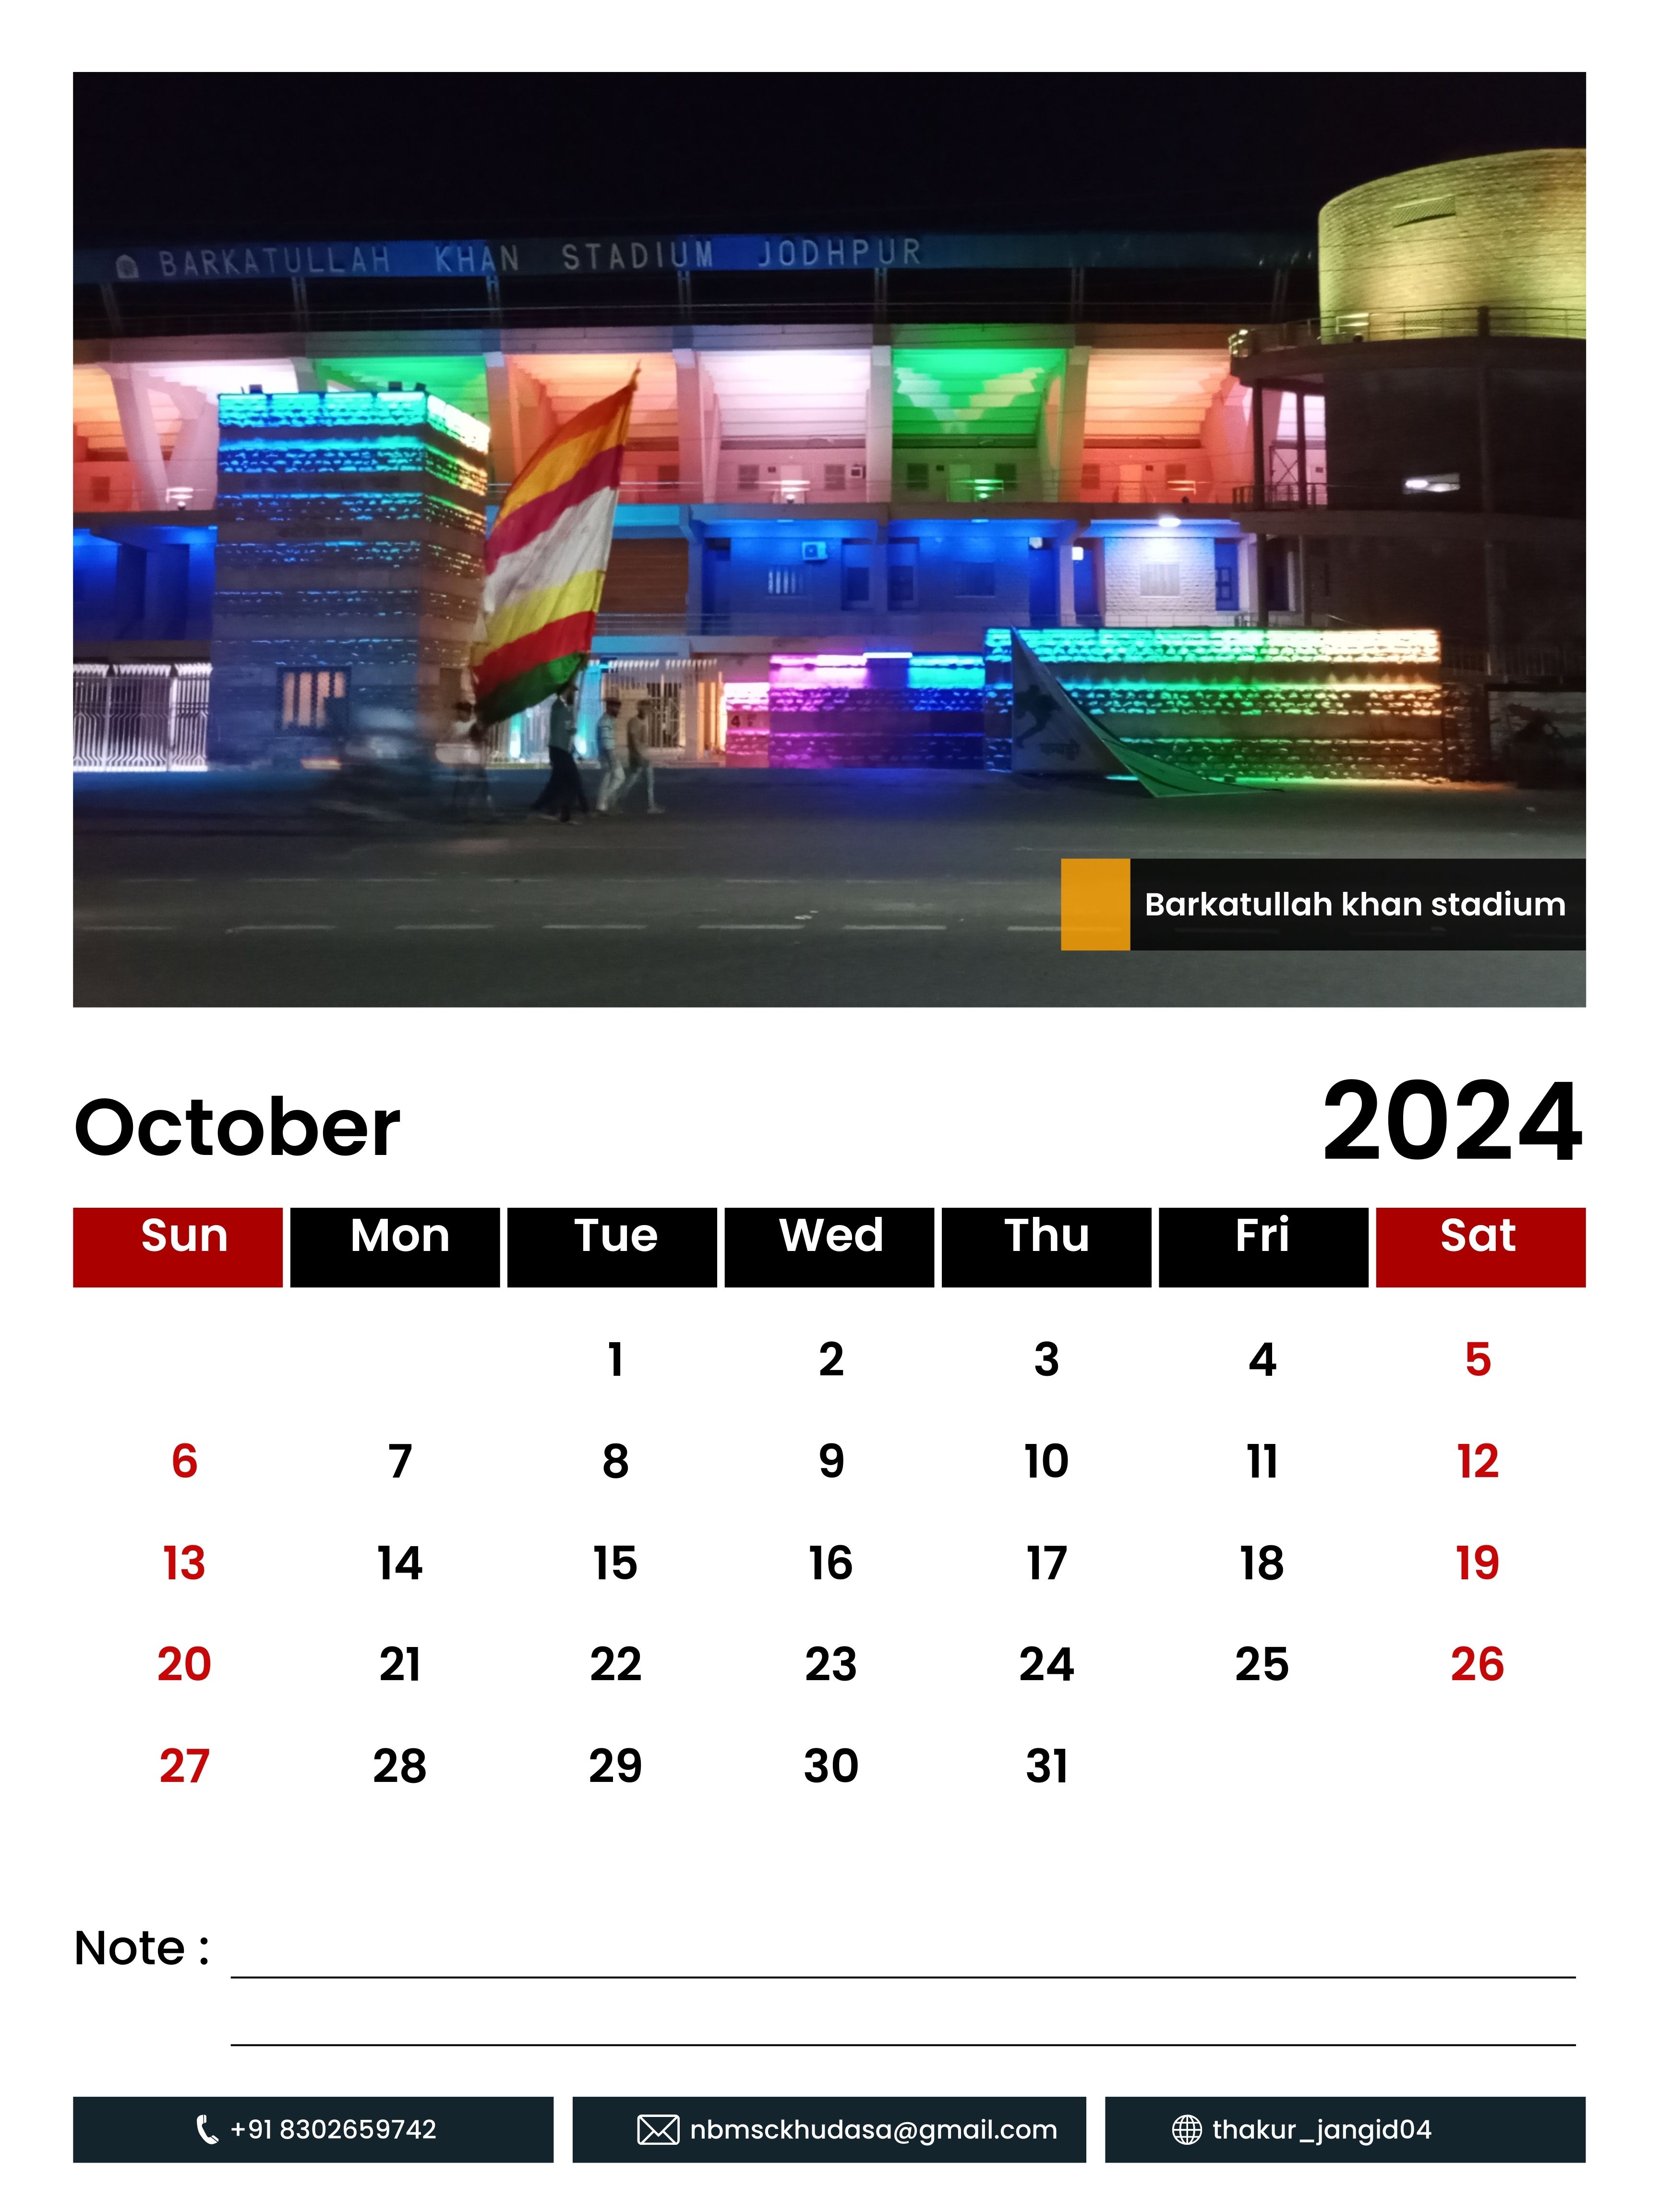 BARKATULLAH KHAN STADIUM JODHPUR
Barkatullah khan stadium
October 2024
Sun Mon Tue Wed Thu Fri Sat
1 2 3 4 5
6 7 8 9 10 11 12
13 14 15 16 17 18 19
20 21 22 23 24 25 26
27 28 29 30 31
Note :
+91 8302659742 nbmsckhudasa@gmail.com thakur_jangid04